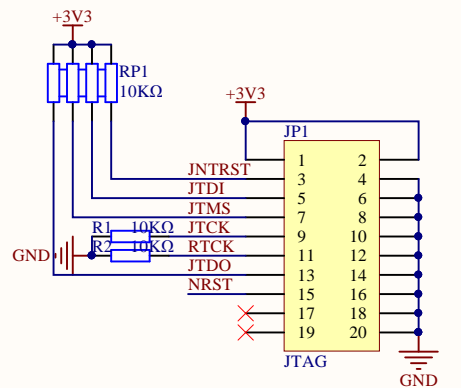 +3V3
RP1
10KΩ
+3V3
JP1
1 2
JNTRST 3 4
JTDI 5 6
JTMS 7 8
R1 10KΩ JTCK 9 10
GND R2 10KΩ RTCK 11 12
JTDO 13 14
NRST 15 16
17 18
19 20
JTAG
GND